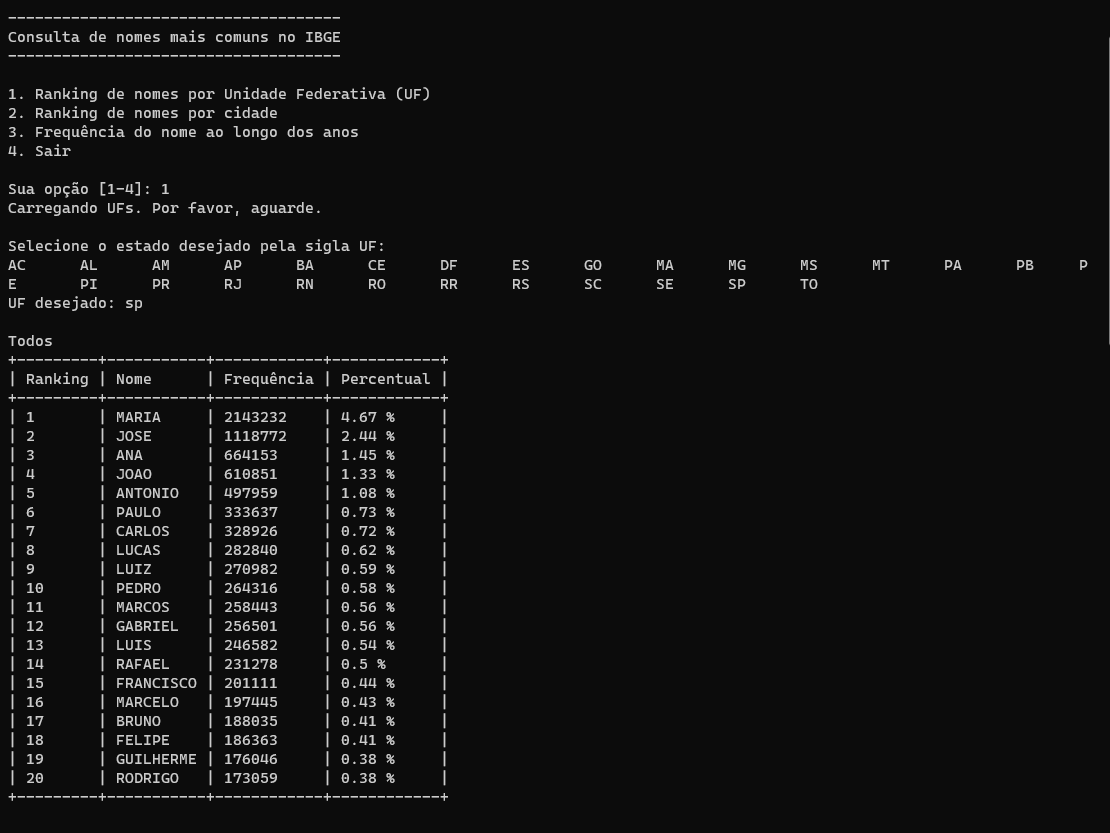 -------------------------------------
Consulta de nomes mais comuns no IBGE
-------------------------------------
1. Ranking de nomes por Unidade Federativa (UF)
2. Ranking de nomes por cidade
3. Frequência do nome ao longo dos anos
4. Sair
Sua opção [1-4]: 1
Carregando UFs. Por favor, aguarde.
Selecione o estado desejado pela sigla UF:
AC      AL      AM      AP      BA      CE      DF      ES      GO      MA      MG      MS      MT      PA      PB      P
E       PI      PR      RJ      RN      RO      RR      RS      SC      SE      SP      TO
UF desejado: sp
Todos
+---------+-----------+------------+------------+
| Ranking | Nome      | Frequência | Percentual |
+---------+-----------+------------+------------+
| 1       | MARIA     | 2143232    | 4.67 %     |
| 2       | JOSE      | 1118772    | 2.44 %     |
| 3       | ANA       | 664153     | 1.45 %     |
| 4       | JOAO      | 610851     | 1.33 %     |
| 5       | ANTONIO   | 497959     | 1.08 %     |
| 6       | PAULO     | 333637     | 0.73 %     |
| 7       | CARLOS    | 328926     | 0.72 %     |
| 8       | LUCAS     | 282840     | 0.62 %     |
| 9       | LUIZ      | 270982     | 0.59 %     |
| 10      | PEDRO     | 264316     | 0.58 %     |
| 11      | MARCOS    | 258443     | 0.56 %     |
| 12      | GABRIEL   | 256501     | 0.56 %     |
| 13      | LUIS      | 246582     | 0.54 %     |
| 14      | RAFAEL    | 231278     | 0.5 %      |
| 15      | FRANCISCO | 201111     | 0.44 %     |
| 16      | MARCELO   | 197445     | 0.43 %     |
| 17      | BRUNO     | 188035     | 0.41 %     |
| 18      | FELIPE    | 186363     | 0.41 %     |
| 19      | GUILHERME | 176046     | 0.38 %     |
| 20      | RODRIGO   | 173059     | 0.38 %     |
+---------+-----------+------------+------------+